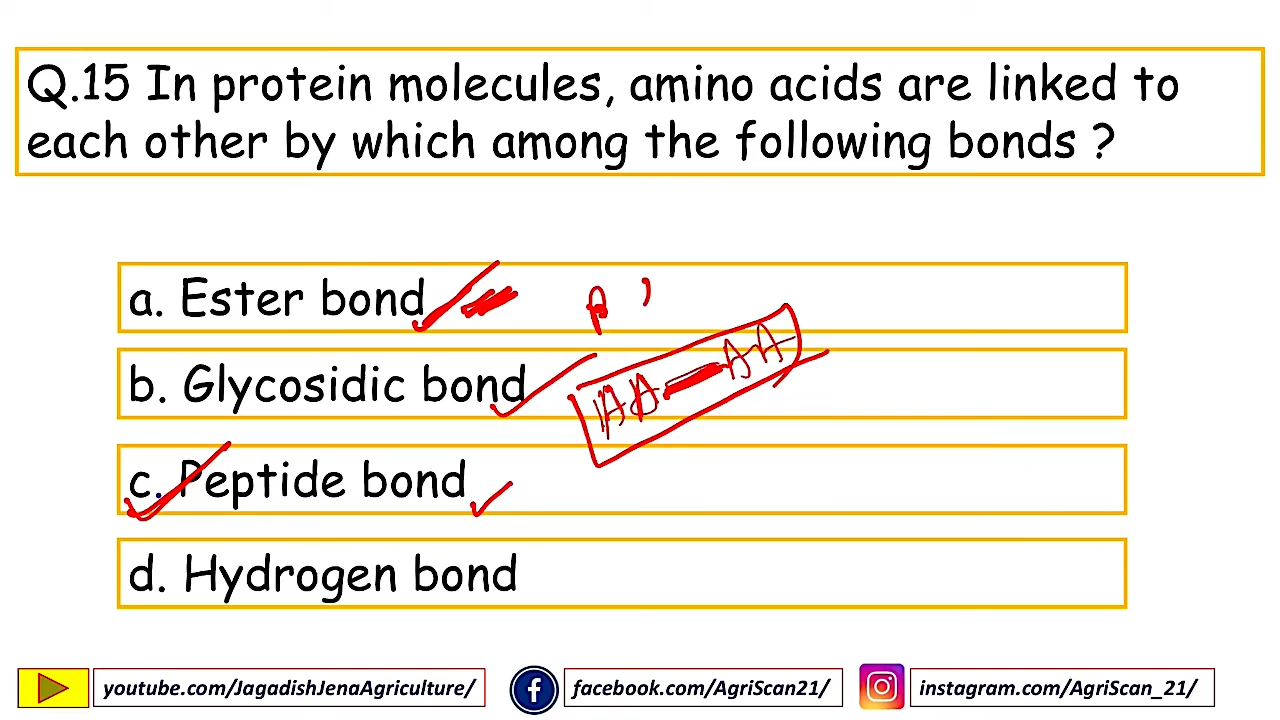 Q.15 In protein molecules, amino acids are linked to
each other by which among the following bonds ?
a. Ester bond
b. Glycosidic bond
AA — AA
c. Peptide bond
d. Hydrogen bond
youtube.com/JagadishJenaAgriculture/
facebook.com/AgriScan21/
instagram.com/AgriScan_21/